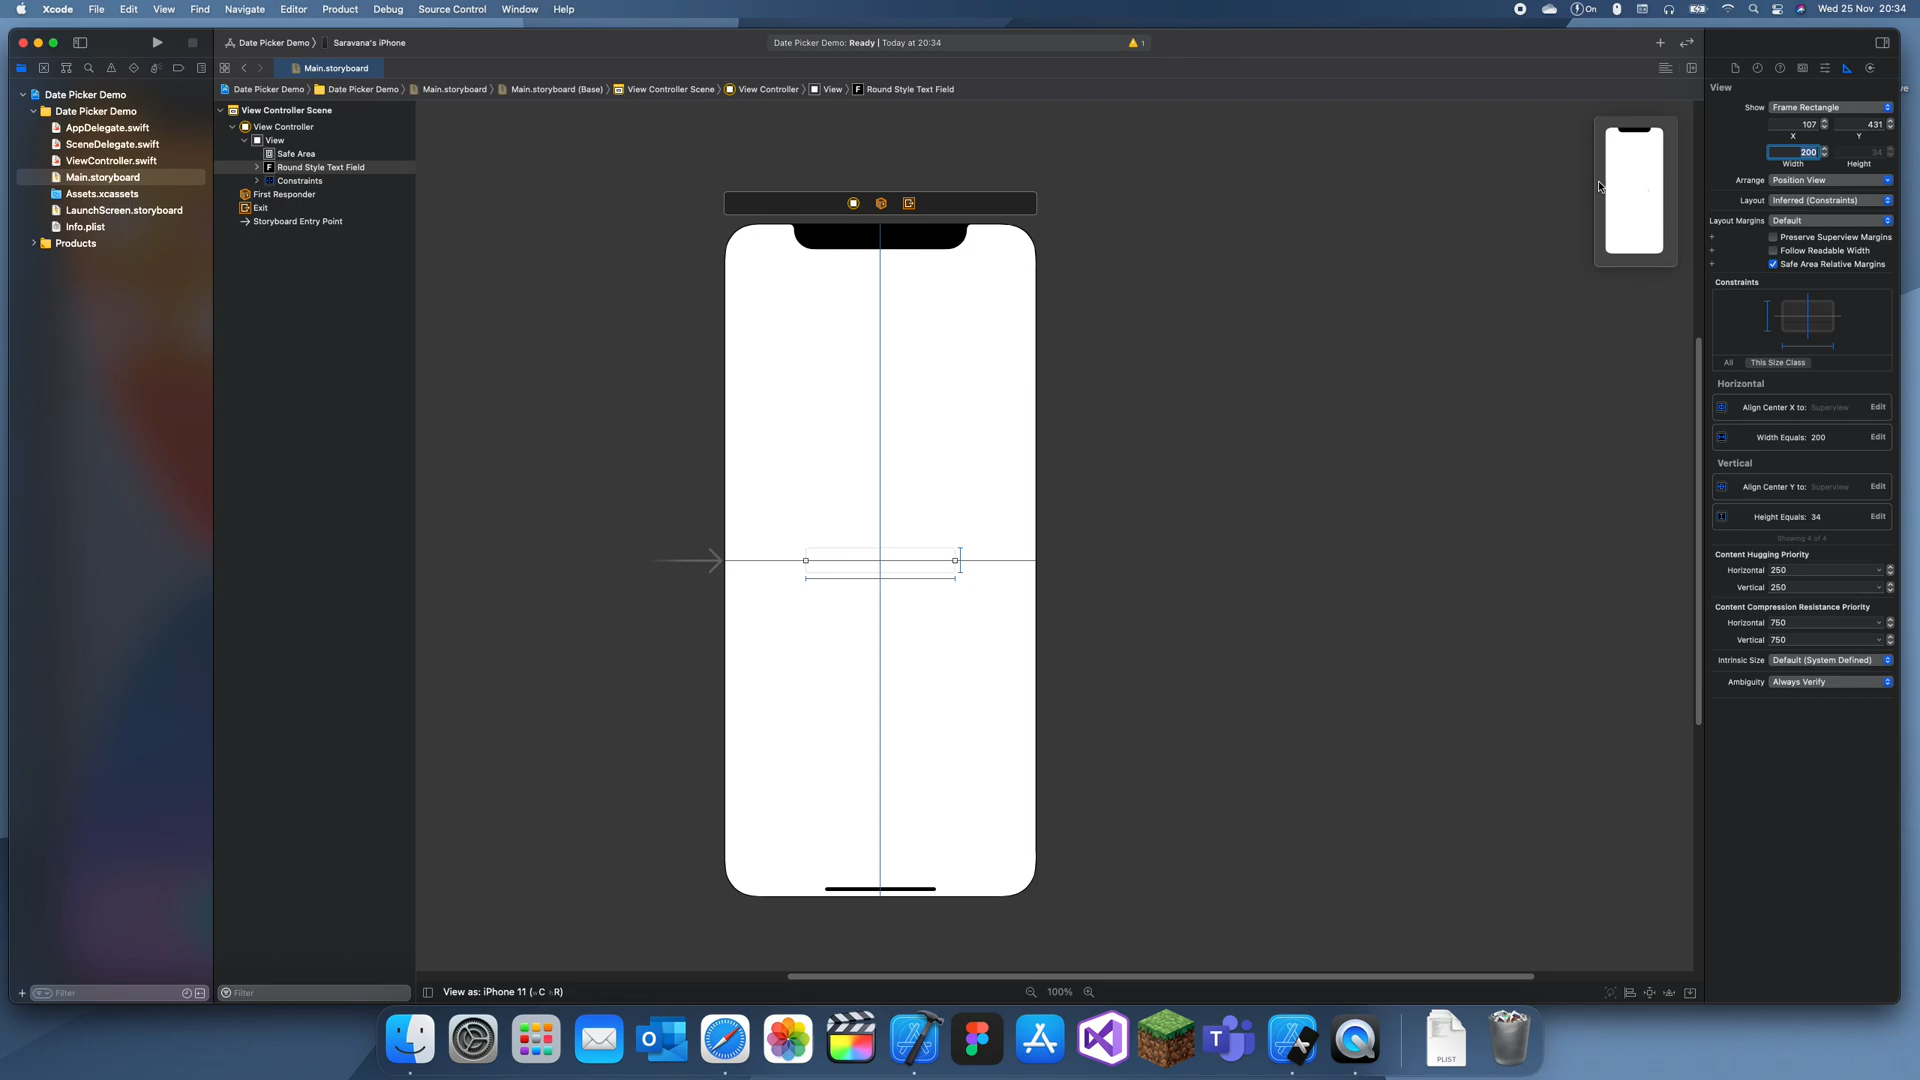 Xcode File Edit View Find Navigate Editor Product Debug Source Control Window Help
On
Wed 25 Nov 20:34
Date Picker Demo Saravana's iPhone
Date Picker Demo: Ready | Today at 20:34
1
Main.storyboard
Date Picker Demo Date Picker Demo Main.storyboard Main.storyboard (Base) View Controller Scene View Controller View F Round Style Text Field
Date Picker Demo
Date Picker Demo
AppDelegate.swift
SceneDelegate.swift
ViewController.swift
Main.storyboard
Assets.xcassets
LaunchScreen.storyboard
Info.plist
Products
View Controller Scene
View Controller
View
Safe Area
F Round Style Text Field
Constraints
First Responder
Exit
Storyboard Entry Point
View
Show Frame Rectangle
107 431
X Y
200 34
Width Height
Arrange Position View
Layout Inferred (Constraints)
Layout Margins Default
+ Preserve Superview Margins
+ Follow Readable Width
+ Safe Area Relative Margins
Constraints
All This Size Class
Horizontal
Align Center X to: Superview Edit
Width Equals: 200 Edit
Vertical
Align Center Y to: Superview Edit
Height Equals: 34 Edit
Showing 4 of 4
Content Hugging Priority
Horizontal 250
Vertical 250
Content Compression Resistance Priority
Horizontal 750
Vertical 750
Intrinsic Size Default (System Defined)
Ambiguity Always Verify
+ Filter
Filter
View as: iPhone 11 (wC hR)
100%
PLIST